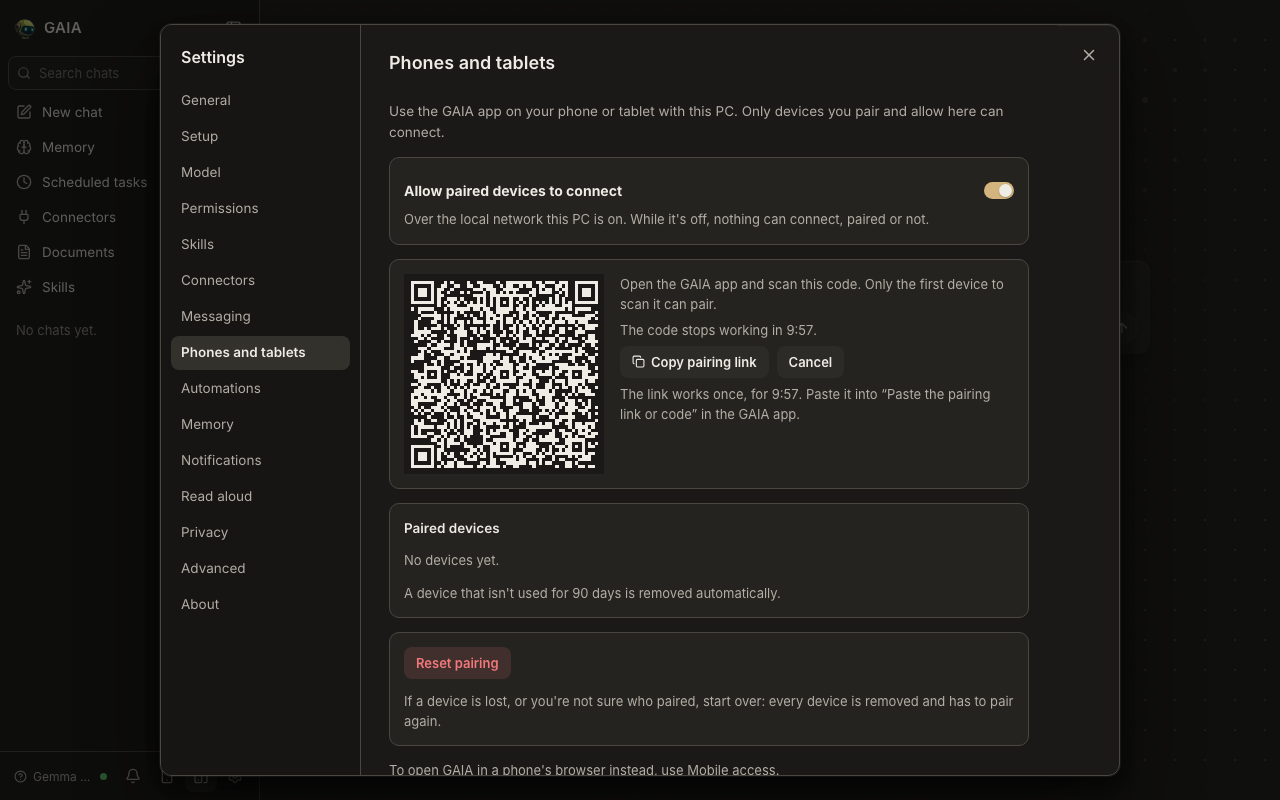 GAIA
Search chats
New chat
Memory
Scheduled tasks
Connectors
Documents
Skills
No chats yet.
Gemma ...
Settings
General
Setup
Model
Permissions
Skills
Connectors
Messaging
Phones and tablets
Automations
Memory
Notifications
Read aloud
Privacy
Advanced
About
Phones and tablets
Use the GAIA app on your phone or tablet with this PC. Only devices you pair and allow here can
connect.
Allow paired devices to connect
Over the local network this PC is on. While it's off, nothing can connect, paired or not.
Open the GAIA app and scan this code. Only the first device to
scan it can pair.
The code stops working in 9:57.
Copy pairing link
Cancel
The link works once, for 9:57. Paste it into “Paste the pairing
link or code” in the GAIA app.
Paired devices
No devices yet.
A device that isn't used for 90 days is removed automatically.
Reset pairing
If a device is lost, or you're not sure who paired, start over: every device is removed and has to pair
again.
To open GAIA in a phone's browser instead, use Mobile access.